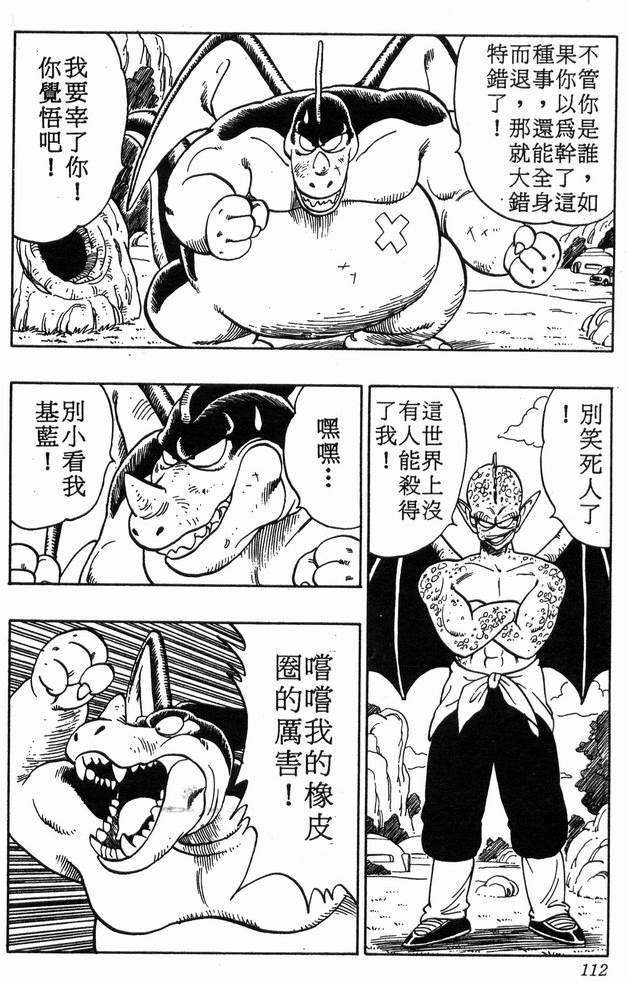 不管你是誰，如
果你以爲幹了這
種事，還能全身
而退，那就大錯
特錯了！
我要宰了你！
你覺悟吧！
別笑死人了
！
這世界上沒
有人能殺得
了我！
嘿嘿…
別小看我
基藍！
嚐嚐我的橡皮
圈的厲害！
112